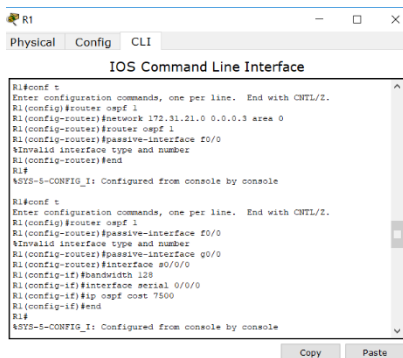 R1
Physical Config CLI
IOS Command Line Interface
R1#conf t
Enter configuration commands, one per line. End with CNTL/Z.
R1(config)#router ospf 1
R1(config-router)#network 172.31.21.0 0.0.0.3 area 0
R1(config-router)#router ospf 1
R1(config-router)#passive-interface f0/0
%Invalid interface type and number
R1(config-router)#end
R1#
%SYS-5-CONFIG_I: Configured from console by console
R1#conf t
Enter configuration commands, one per line. End with CNTL/Z.
R1(config)#router ospf 1
R1(config-router)#passive-interface f0/0
%Invalid interface type and number
R1(config-router)#passive-interface g0/0
R1(config-router)#interface s0/0/0
R1(config-if)#bandwidth 128
R1(config-if)#interface serial 0/0/0
R1(config-if)#ip ospf cost 7500
R1(config-if)#end
R1#
%SYS-5-CONFIG_I: Configured from console by console
Copy Paste